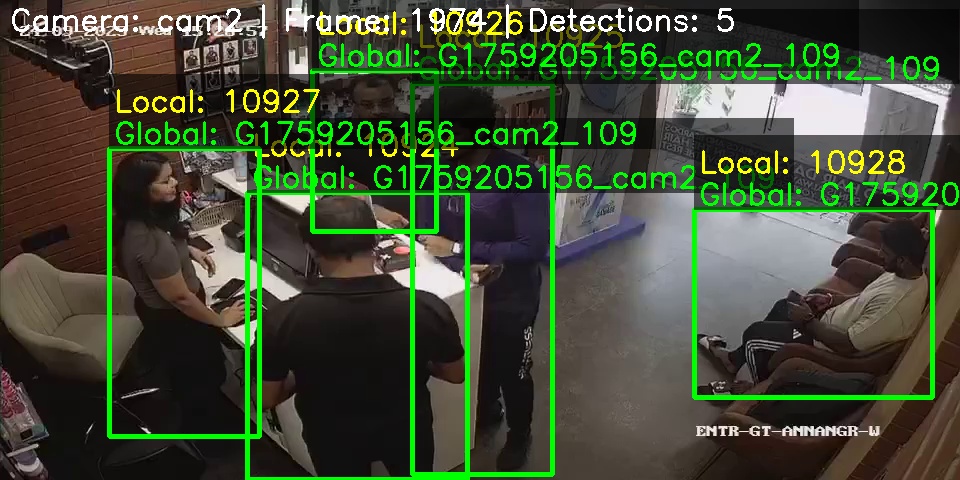 Camera: cam2 | Frame: 1974 | Detections: 5
Local: 10926
Global: G1759205156_cam2_109
Local: 10927
Global: G1759205156_cam2_109
Local: 10924
Global: G1759205156_cam2
Local: 10928
Global: G175920
ENTR-GT-ANNANGR-W